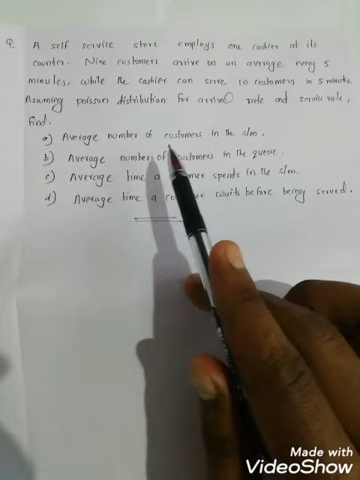 Q. A self service store employs one cashier at its
counter. Nine customers arrive on an average every 5
minutes, while the cashier can serve 10 customers in 5 minute.
Assuming poisson distribution for arrival rate and service rate,
Find.
a) Average number of customers in the s/m.
b) Average number of customers in the queue.
c) Average time a customer spends in the s/m.
d) Average time a customer waits before being served.
Made with
VideoShow